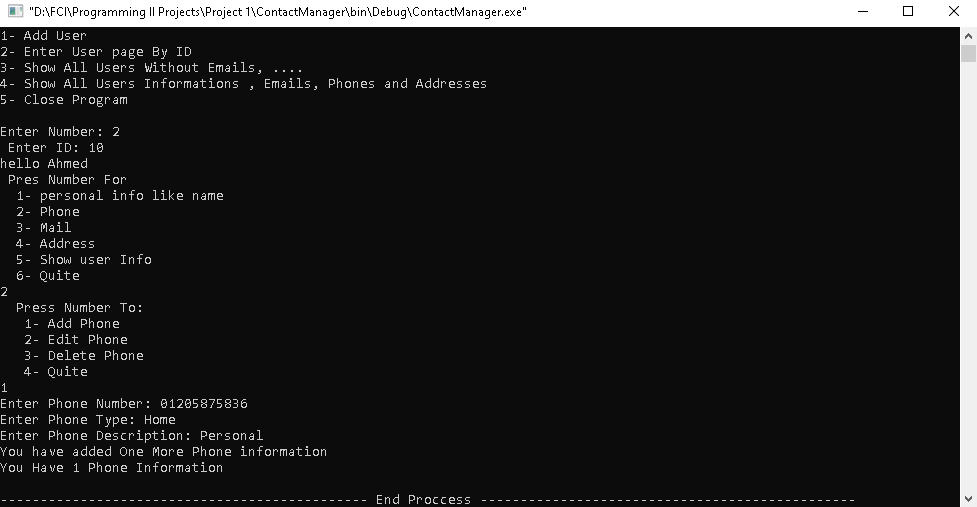 "D:\FCI\Programming II Projects\Project 1\ContactManager\bin\Debug\ContactManager.exe"
1- Add User
2- Enter User page By ID
3- Show All Users Without Emails, ....
4- Show All Users Informations , Emails, Phones and Addresses
5- Close Program
Enter Number: 2
Enter ID: 10
hello Ahmed
Pres Number For
1- personal info like name
2- Phone
3- Mail
4- Address
5- Show user Info
6- Quite
2
Press Number To:
1- Add Phone
2- Edit Phone
3- Delete Phone
4- Quite
1
Enter Phone Number: 01205875836
Enter Phone Type: Home
Enter Phone Description: Personal
You have added One More Phone information
You Have 1 Phone Information
---------------------------------------------- End Proccess -----------------------------------------------